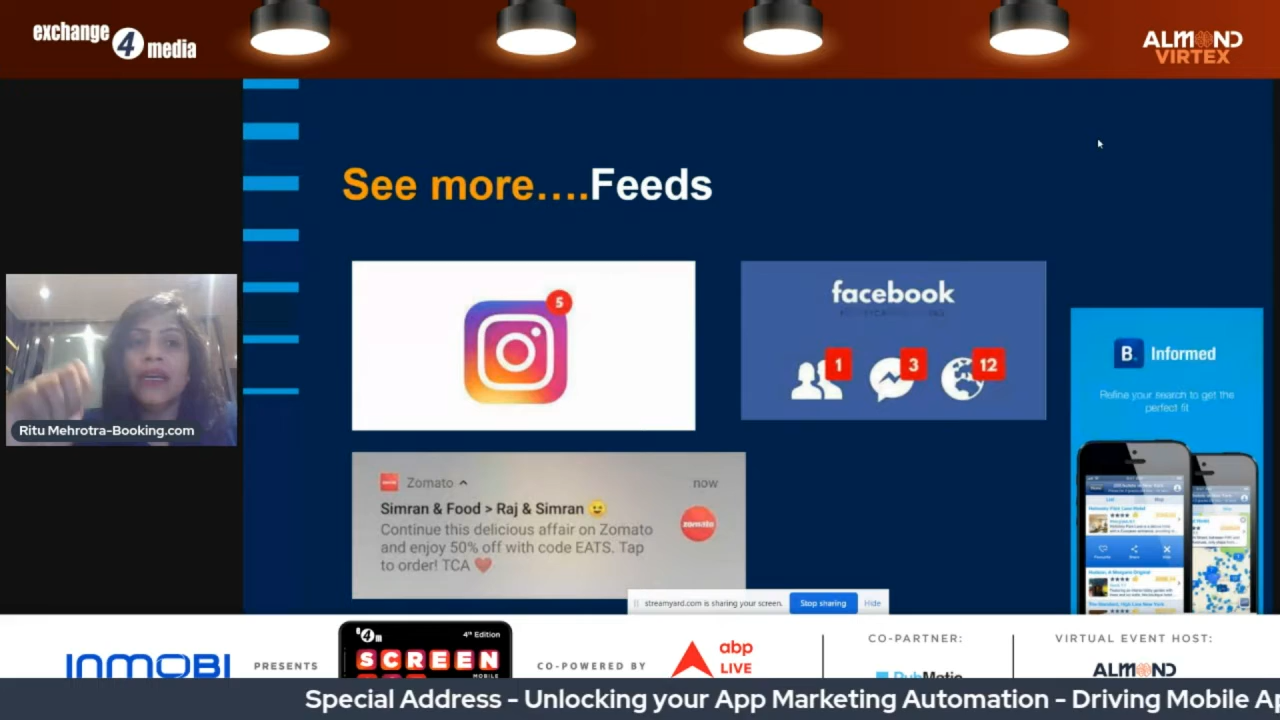 exchange 4 media
ALMOND
VIRTEX
See more....Feeds
5
facebook
1
3
12
B. Informed
Refine your search to get the
perfect fit
Ritu Mehrotra-Booking.com
Zomato now
Simran & Food > Raj & Simran 😉
Continue this delicious affair on Zomato
and enjoy 50% off with code EATS. Tap
to order! TCA ❤️
zomato
streamyard.com is sharing your screen. Stop sharing Hide
INMOBI PRESENTS
e4m 4th Edition
SCREEN
MOBILE
CO-POWERED BY
abp
LIVE
CO-PARTNER:
PubMatic
VIRTUAL EVENT HOST:
ALMOND
Special Address - Unlocking your App Marketing Automation - Driving Mobile Ap